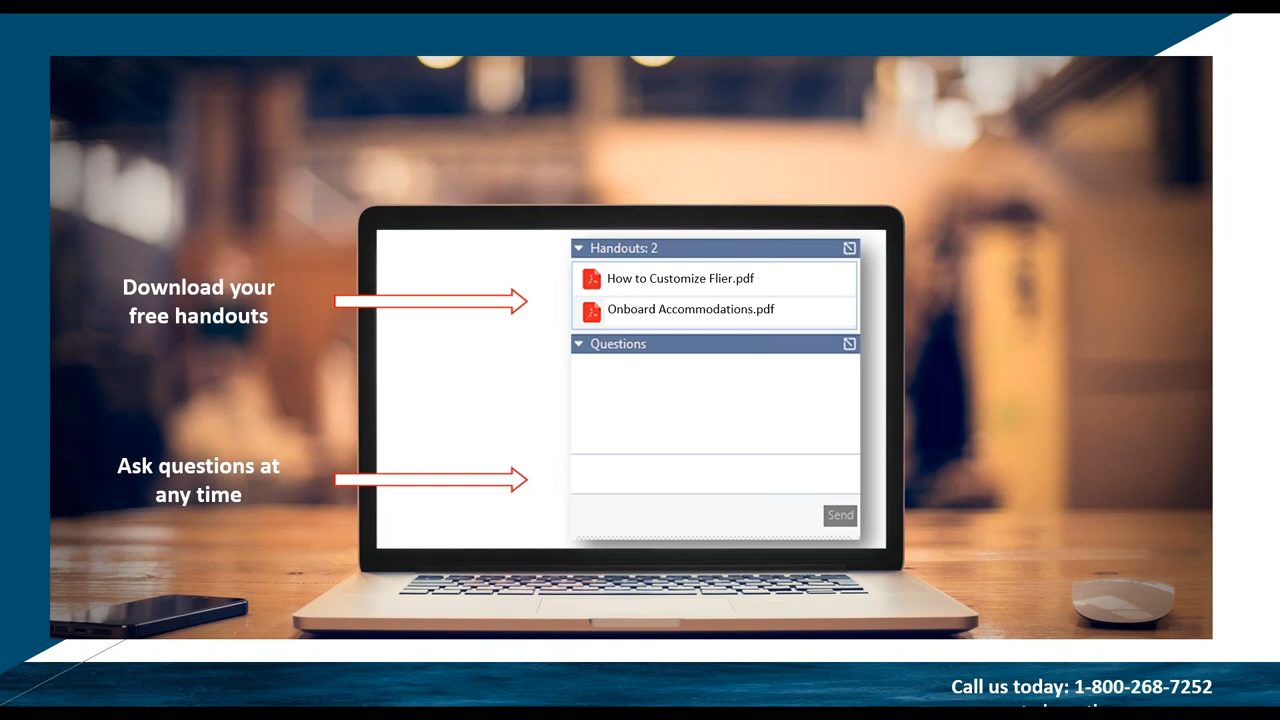 Download your
free handouts
Ask questions at
any time
Handouts: 2
How to Customize Flier.pdf
Onboard Accommodations.pdf
Questions
Send
Call us today: 1-800-268-7252